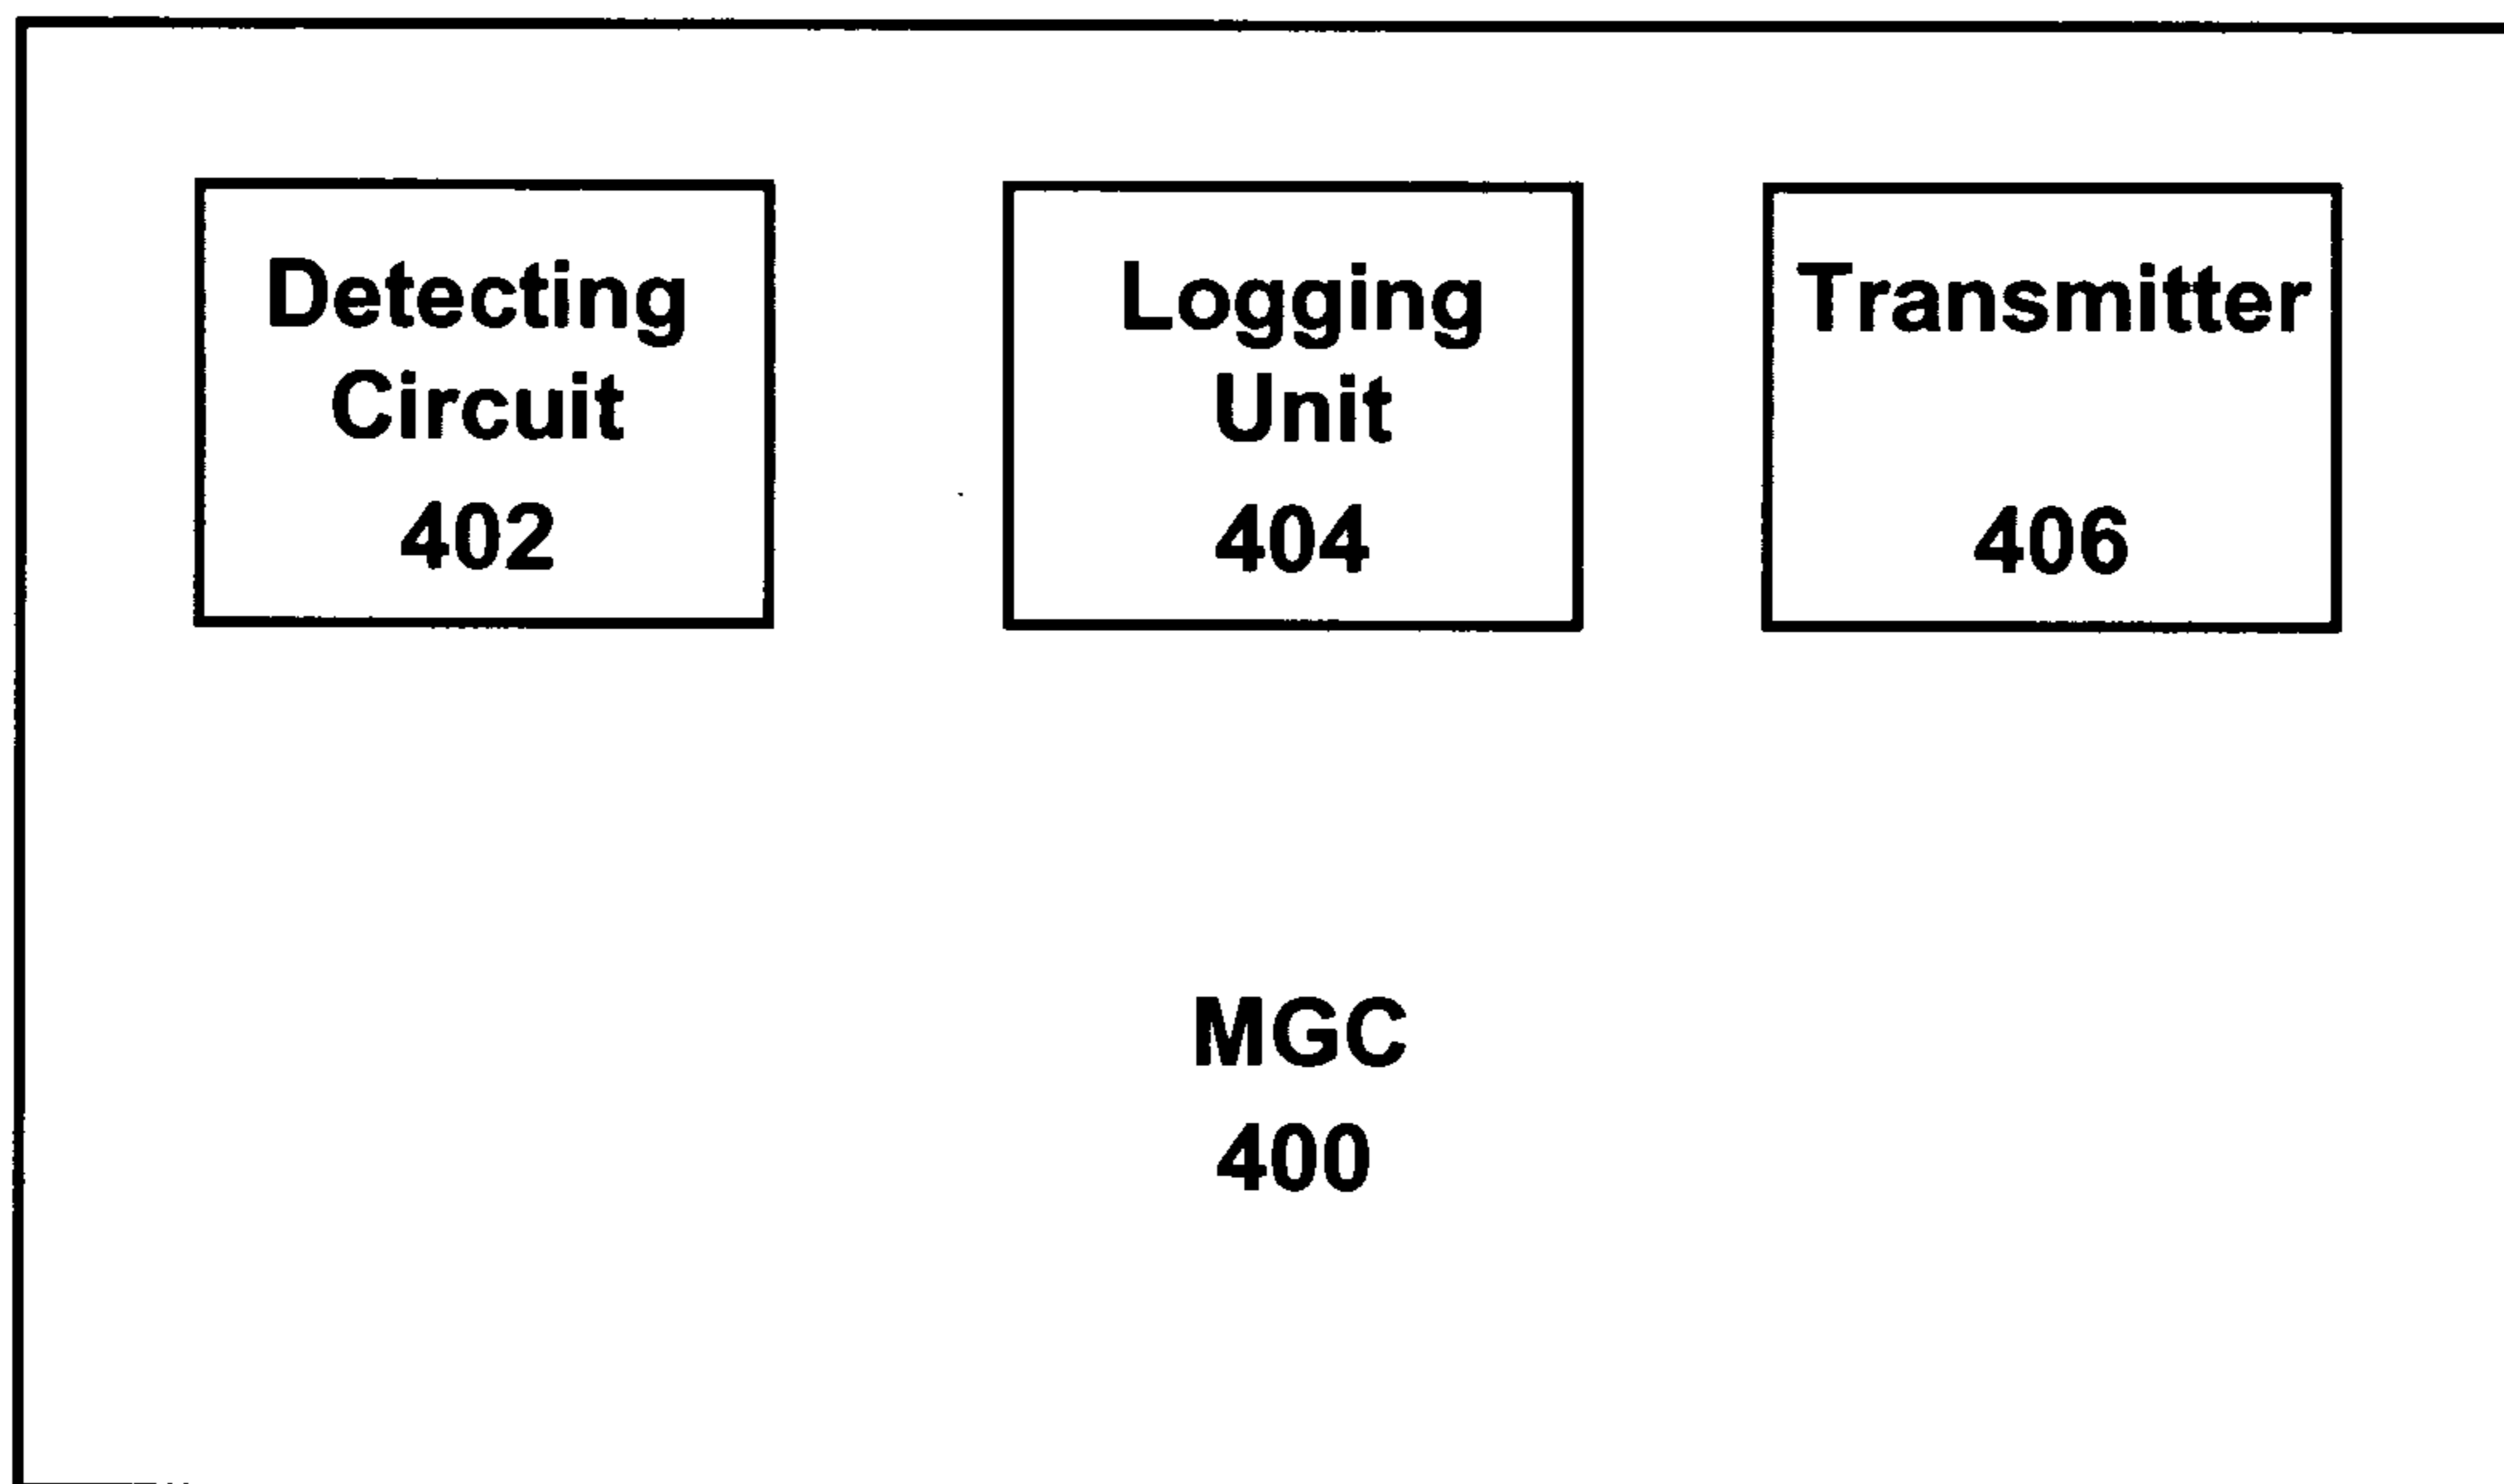 Detecting
Circuit
402
Logging
Unit
404
Transmitter
406
MGC
400